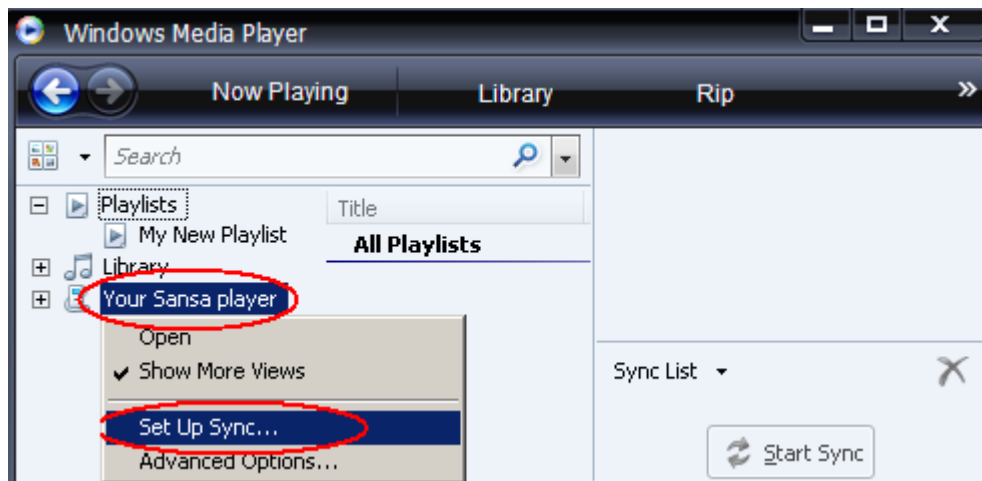 Windows Media Player
Now Playing Library Rip »
Search
Playlists
My New Playlist
Library
Your Sansa player
Open
Show More Views
Set Up Sync...
Advanced Options...
Title
All Playlists
Sync List
Start Sync